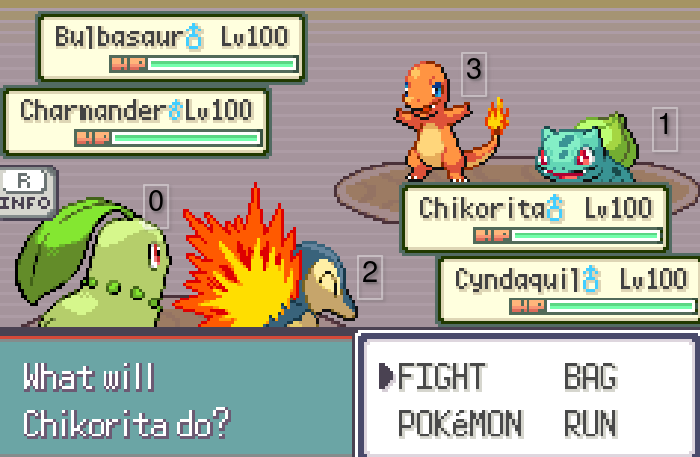 Bulbasaur♂ Lv100
HP
Charmander♂Lv100
HP
3
1
R
INFO
0
Chikorita♂ Lv100
HP
2
Cyndaquil♂ Lv100
HP
What will
Chikorita do?
▶FIGHT BAG
POKéMON RUN